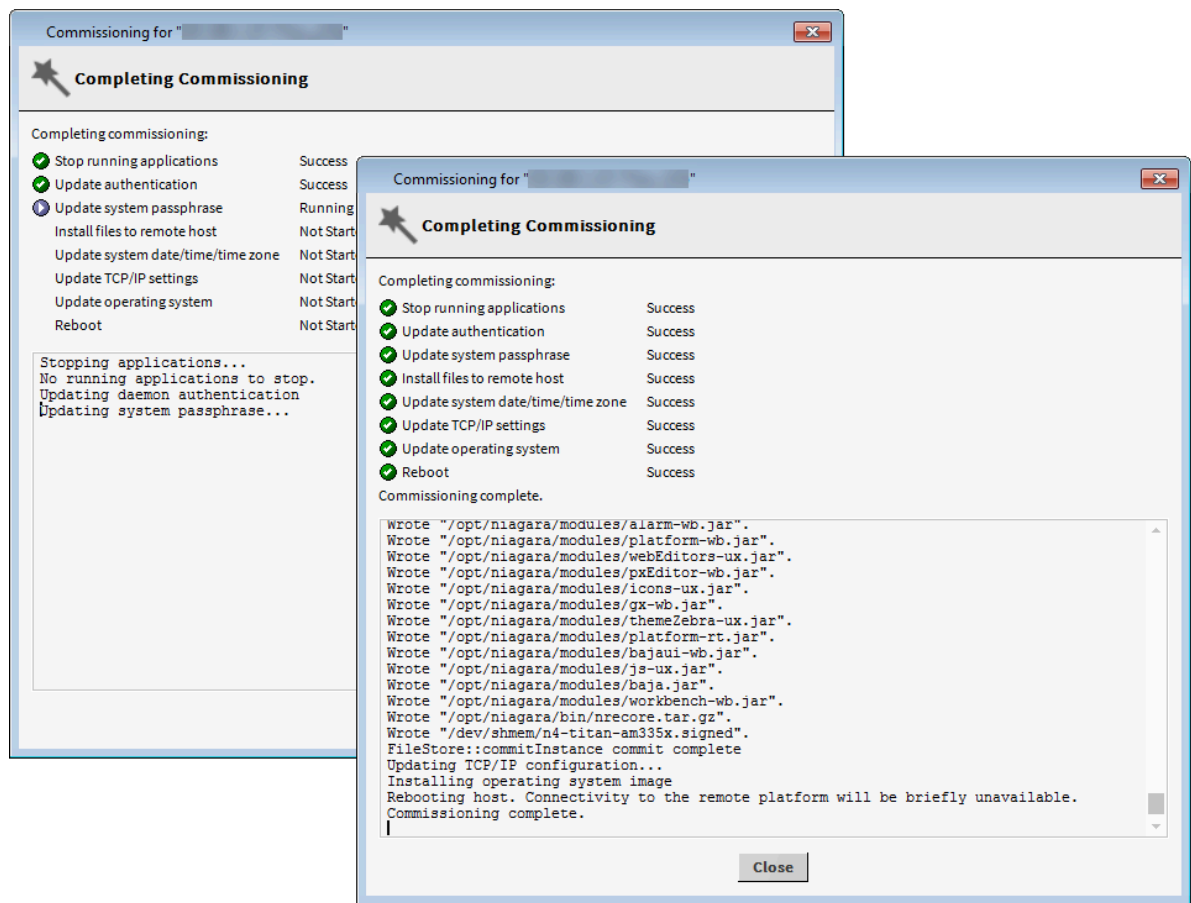 Commissioning for " "
Completing Commissioning
Completing commissioning:
Stop running applications Success
Update authentication Success
Update system passphrase Running
Install files to remote host Not Start
Update system date/time/time zone Not Start
Update TCP/IP settings Not Start
Update operating system Not Start
Reboot Not Start
Stopping applications...
No running applications to stop.
Updating daemon authentication
Updating system passphrase...
Commissioning for " "
Completing Commissioning
Completing commissioning:
Stop running applications Success
Update authentication Success
Update system passphrase Success
Install files to remote host Success
Update system date/time/time zone Success
Update TCP/IP settings Success
Update operating system Success
Reboot Success
Commissioning complete.
Wrote "/opt/niagara/modules/alarm-wb.jar".
Wrote "/opt/niagara/modules/platform-wb.jar".
Wrote "/opt/niagara/modules/webEditors-ux.jar".
Wrote "/opt/niagara/modules/pxEditor-wb.jar".
Wrote "/opt/niagara/modules/icons-ux.jar".
Wrote "/opt/niagara/modules/gx-wb.jar".
Wrote "/opt/niagara/modules/themeZebra-ux.jar".
Wrote "/opt/niagara/modules/platform-rt.jar".
Wrote "/opt/niagara/modules/bajaui-wb.jar".
Wrote "/opt/niagara/modules/js-ux.jar".
Wrote "/opt/niagara/modules/baja.jar".
Wrote "/opt/niagara/modules/workbench-wb.jar".
Wrote "/opt/niagara/bin/nrecore.tar.gz".
Wrote "/dev/shmem/n4-titan-am335x.signed".
FileStore::commitInstance commit complete
Updating TCP/IP configuration...
Installing operating system image
Rebooting host. Connectivity to the remote platform will be briefly unavailable.
Commissioning complete.
Close